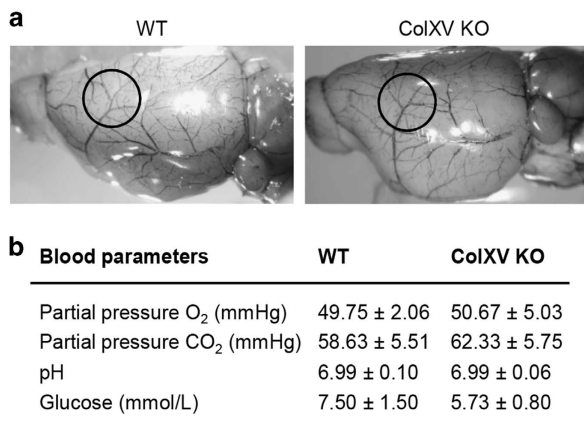 a
WT ColXV KO
b Blood parameters WT ColXV KO
Partial pressure O₂ (mmHg) 49.75 ± 2.06 50.67 ± 5.03
Partial pressure CO₂ (mmHg) 58.63 ± 5.51 62.33 ± 5.75
pH 6.99 ± 0.10 6.99 ± 0.06
Glucose (mmol/L) 7.50 ± 1.50 5.73 ± 0.80